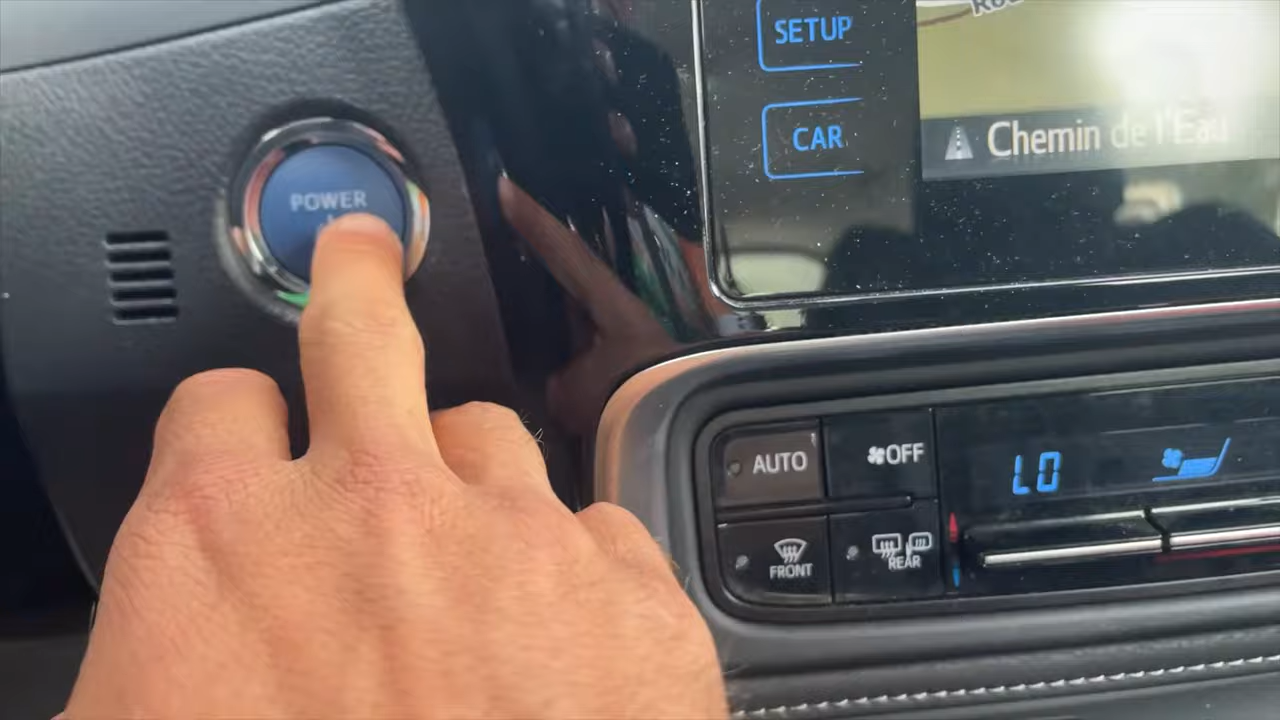 SETUP
CAR
Chemin de l'Eau
POWER
AUTO
OFF
LO
FRONT
REAR